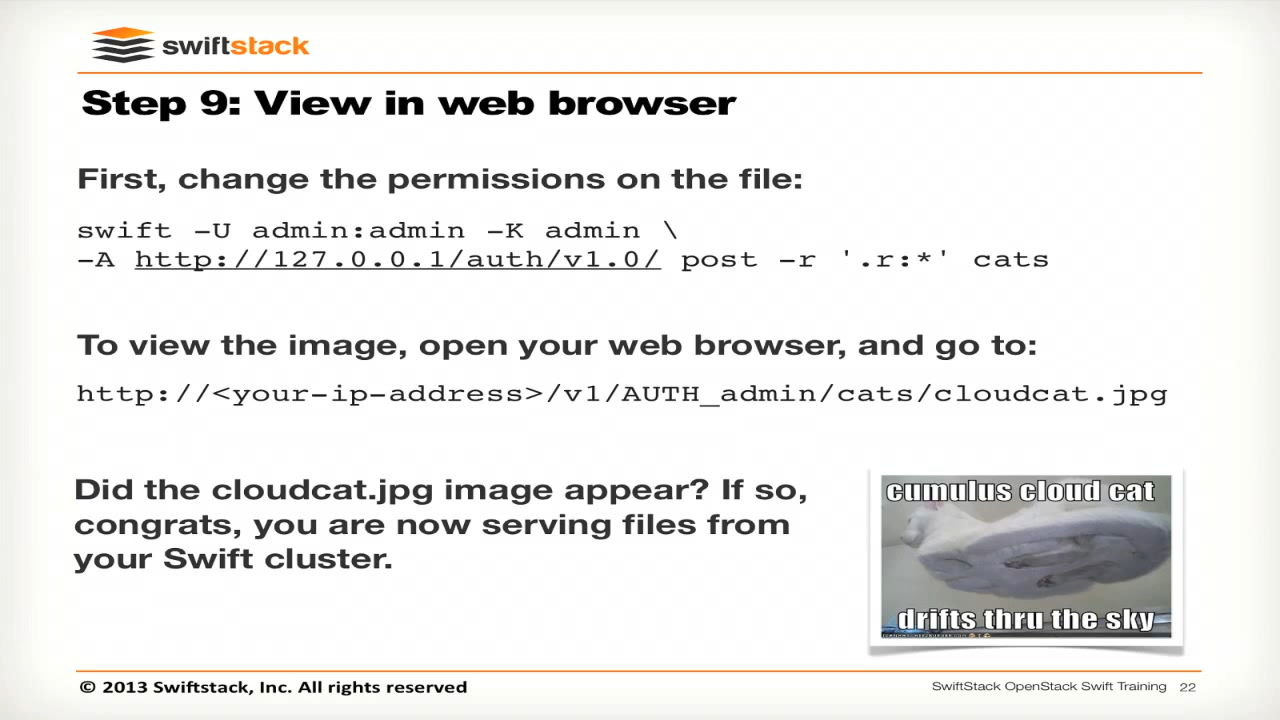 swiftstack
Step 9: View in web browser
First, change the permissions on the file:
swift -U admin:admin -K admin \
-A http://127.0.0.1/auth/v1.0/ post -r '.r:*' cats
To view the image, open your web browser, and go to:
http://<your-ip-address>/v1/AUTH_admin/cats/cloudcat.jpg
Did the cloudcat.jpg image appear? If so,
congrats, you are now serving files from
your Swift cluster.
cumulus cloud cat
drifts thru the sky
© 2013 Swiftstack, Inc. All rights reserved
SwiftStack OpenStack Swift Training 22